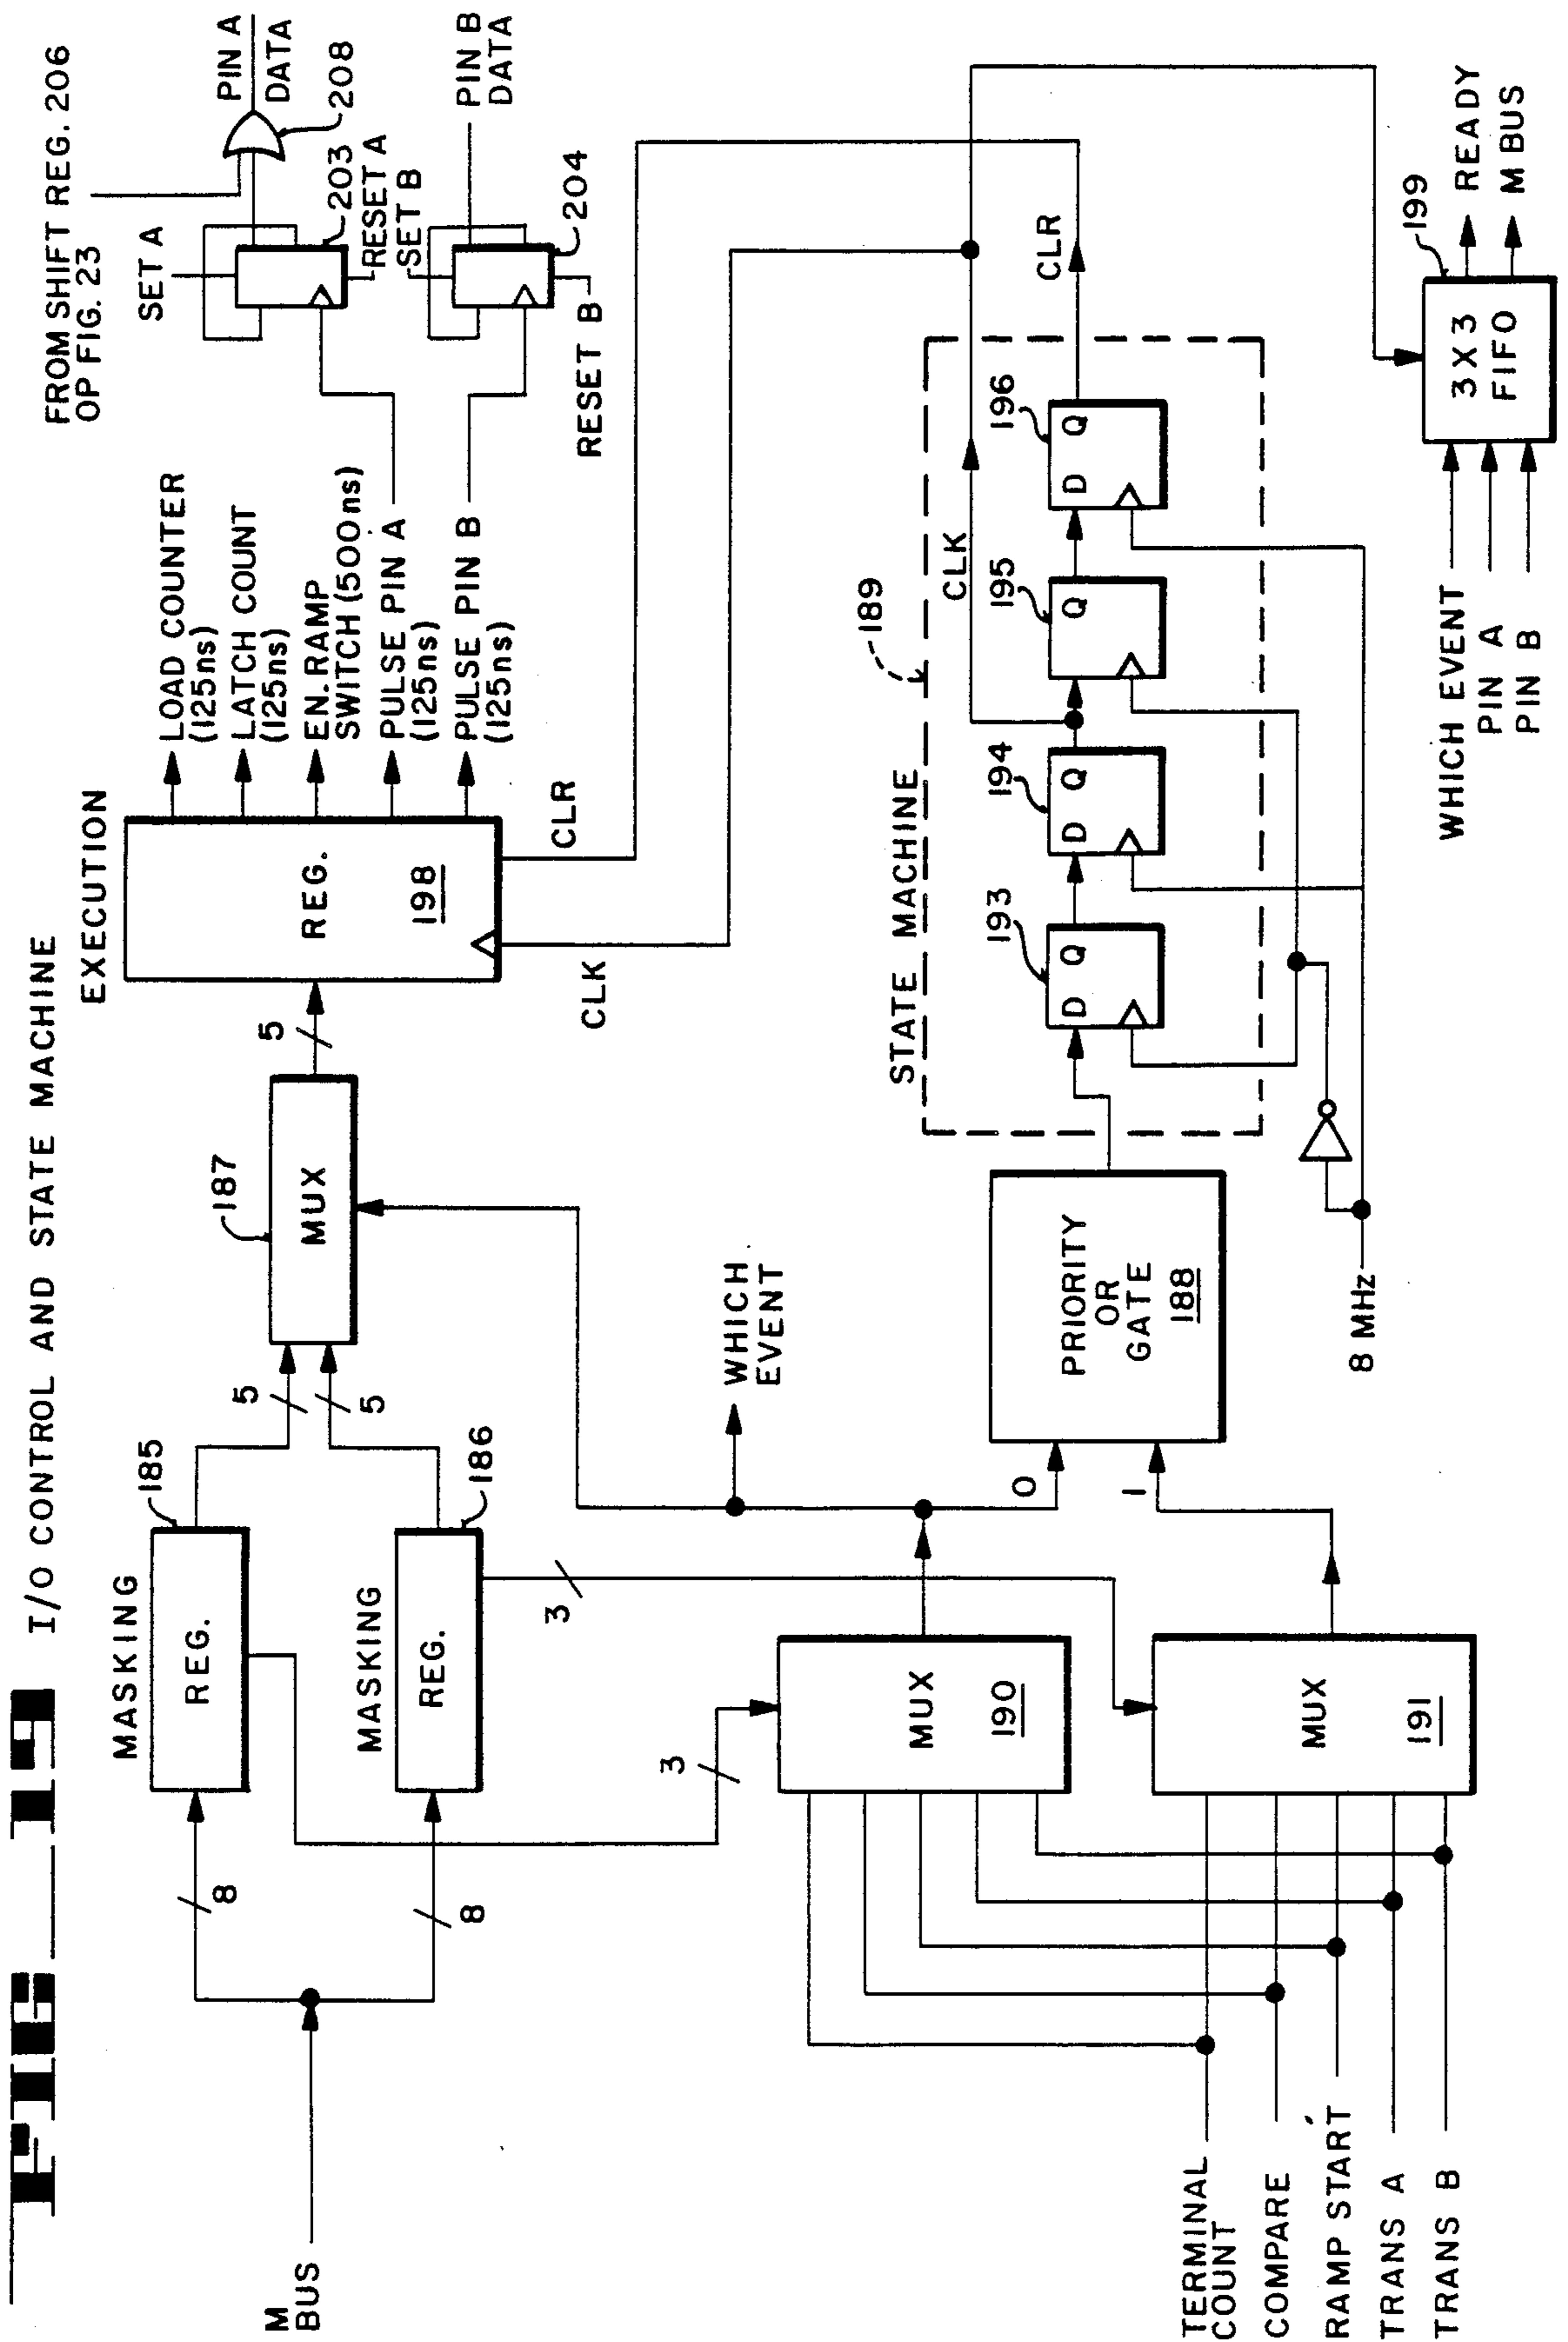 FIG_19 I/O CONTROL AND STATE MACHINE
M
BUS
8
8
MASKING
REG.
185
MASKING
REG.
186
5
5
3
3
187
MUX
5
EXECUTION
REG.
198
CLK
CLR
LOAD COUNTER
(125ns)
LATCH COUNT
(125ns)
EN. RAMP
SWITCH (500ns)
PULSE PIN A
(125ns)
PULSE PIN B
(125ns)
FROM SHIFT REG. 206
OP FIG. 23
SET A
203
RESET A
SET B
204
RESET B
208
PIN A
DATA
PIN B
DATA
WHICH
EVENT
TERMINAL
COUNT
COMPARE
RAMP START
TRANS A
TRANS B
MUX
190
MUX
191
0
1
PRIORITY
OR
GATE
188
8 MHz
STATE MACHINE
189
193
D Q
194
D Q
195
Q
196
D Q
CLK
CLR
WHICH EVENT
PIN A
PIN B
3 X 3
FIFO
199
READY
M BUS